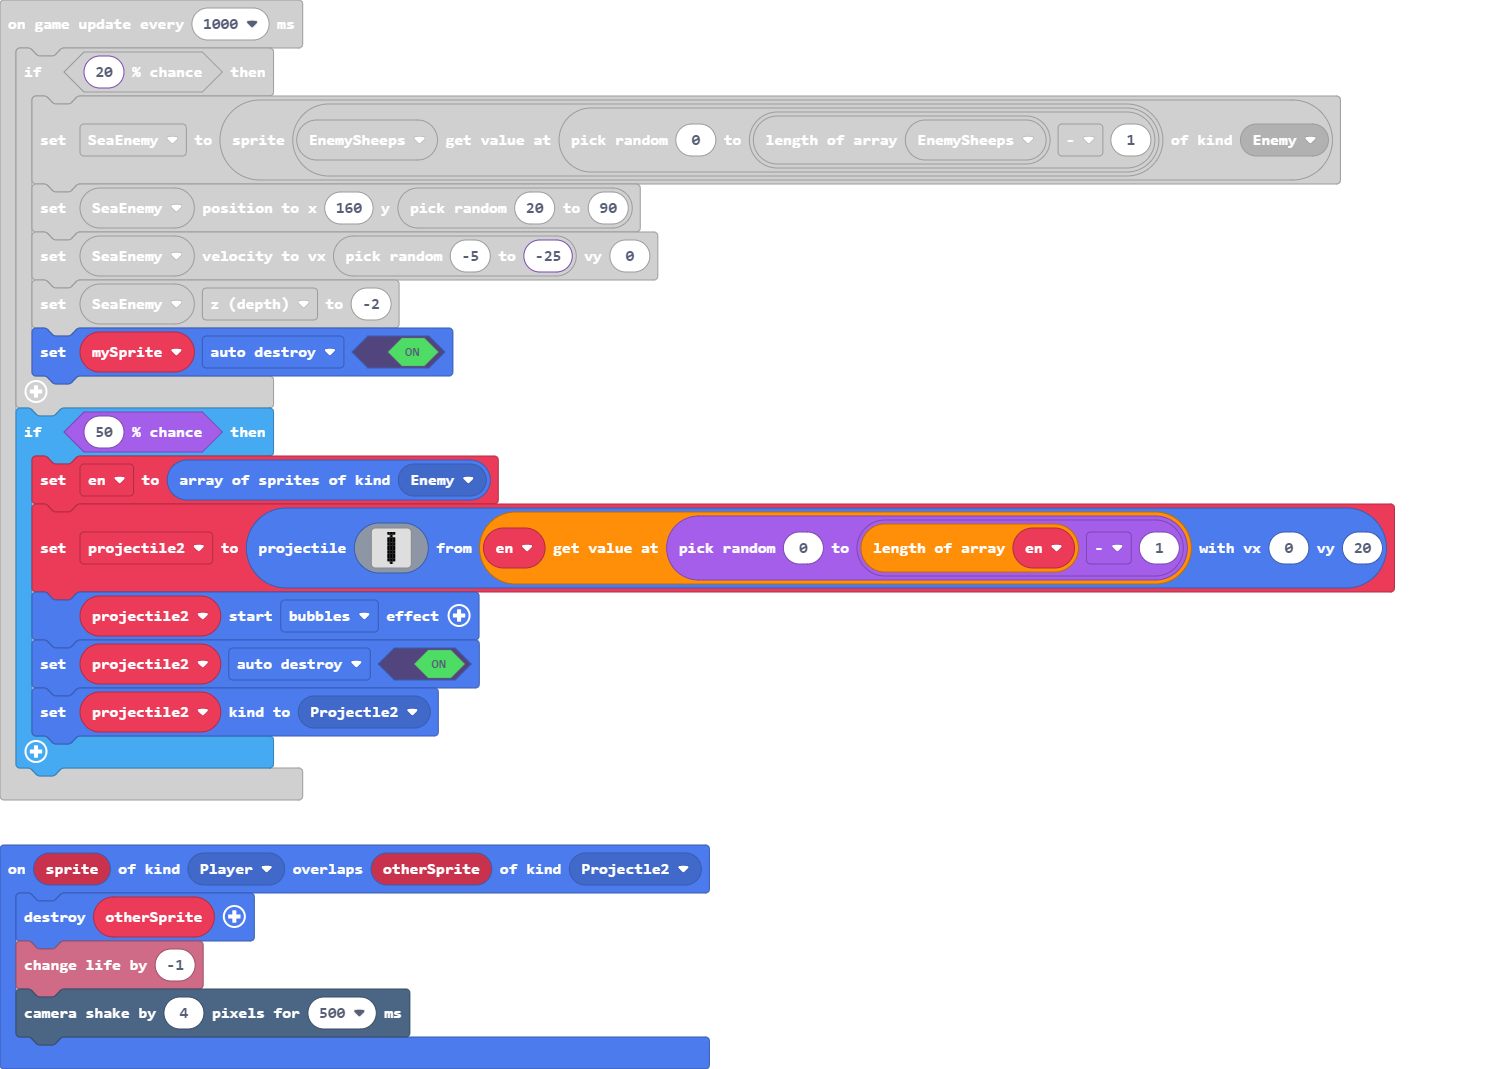 on game update every 1000 ms
if 20 % chance then
set SeaEnemy to sprite EnemySheeps get value at pick random 0 to length of array EnemySheeps - 1 of kind Enemy
set SeaEnemy position to x 160 y pick random 20 to 90
set SeaEnemy velocity to vx pick random -5 to -25 vy 0
set SeaEnemy z (depth) to -2
set mySprite auto destroy ON
if 50 % chance then
set en to array of sprites of kind Enemy
set projectile2 to projectile from en get value at pick random 0 to length of array en - 1 with vx 0 vy 20
projectile2 start bubbles effect
set projectile2 auto destroy ON
set projectile2 kind to Projectle2
on sprite of kind Player overlaps otherSprite of kind Projectle2
destroy otherSprite
change life by -1
camera shake by 4 pixels for 500 ms